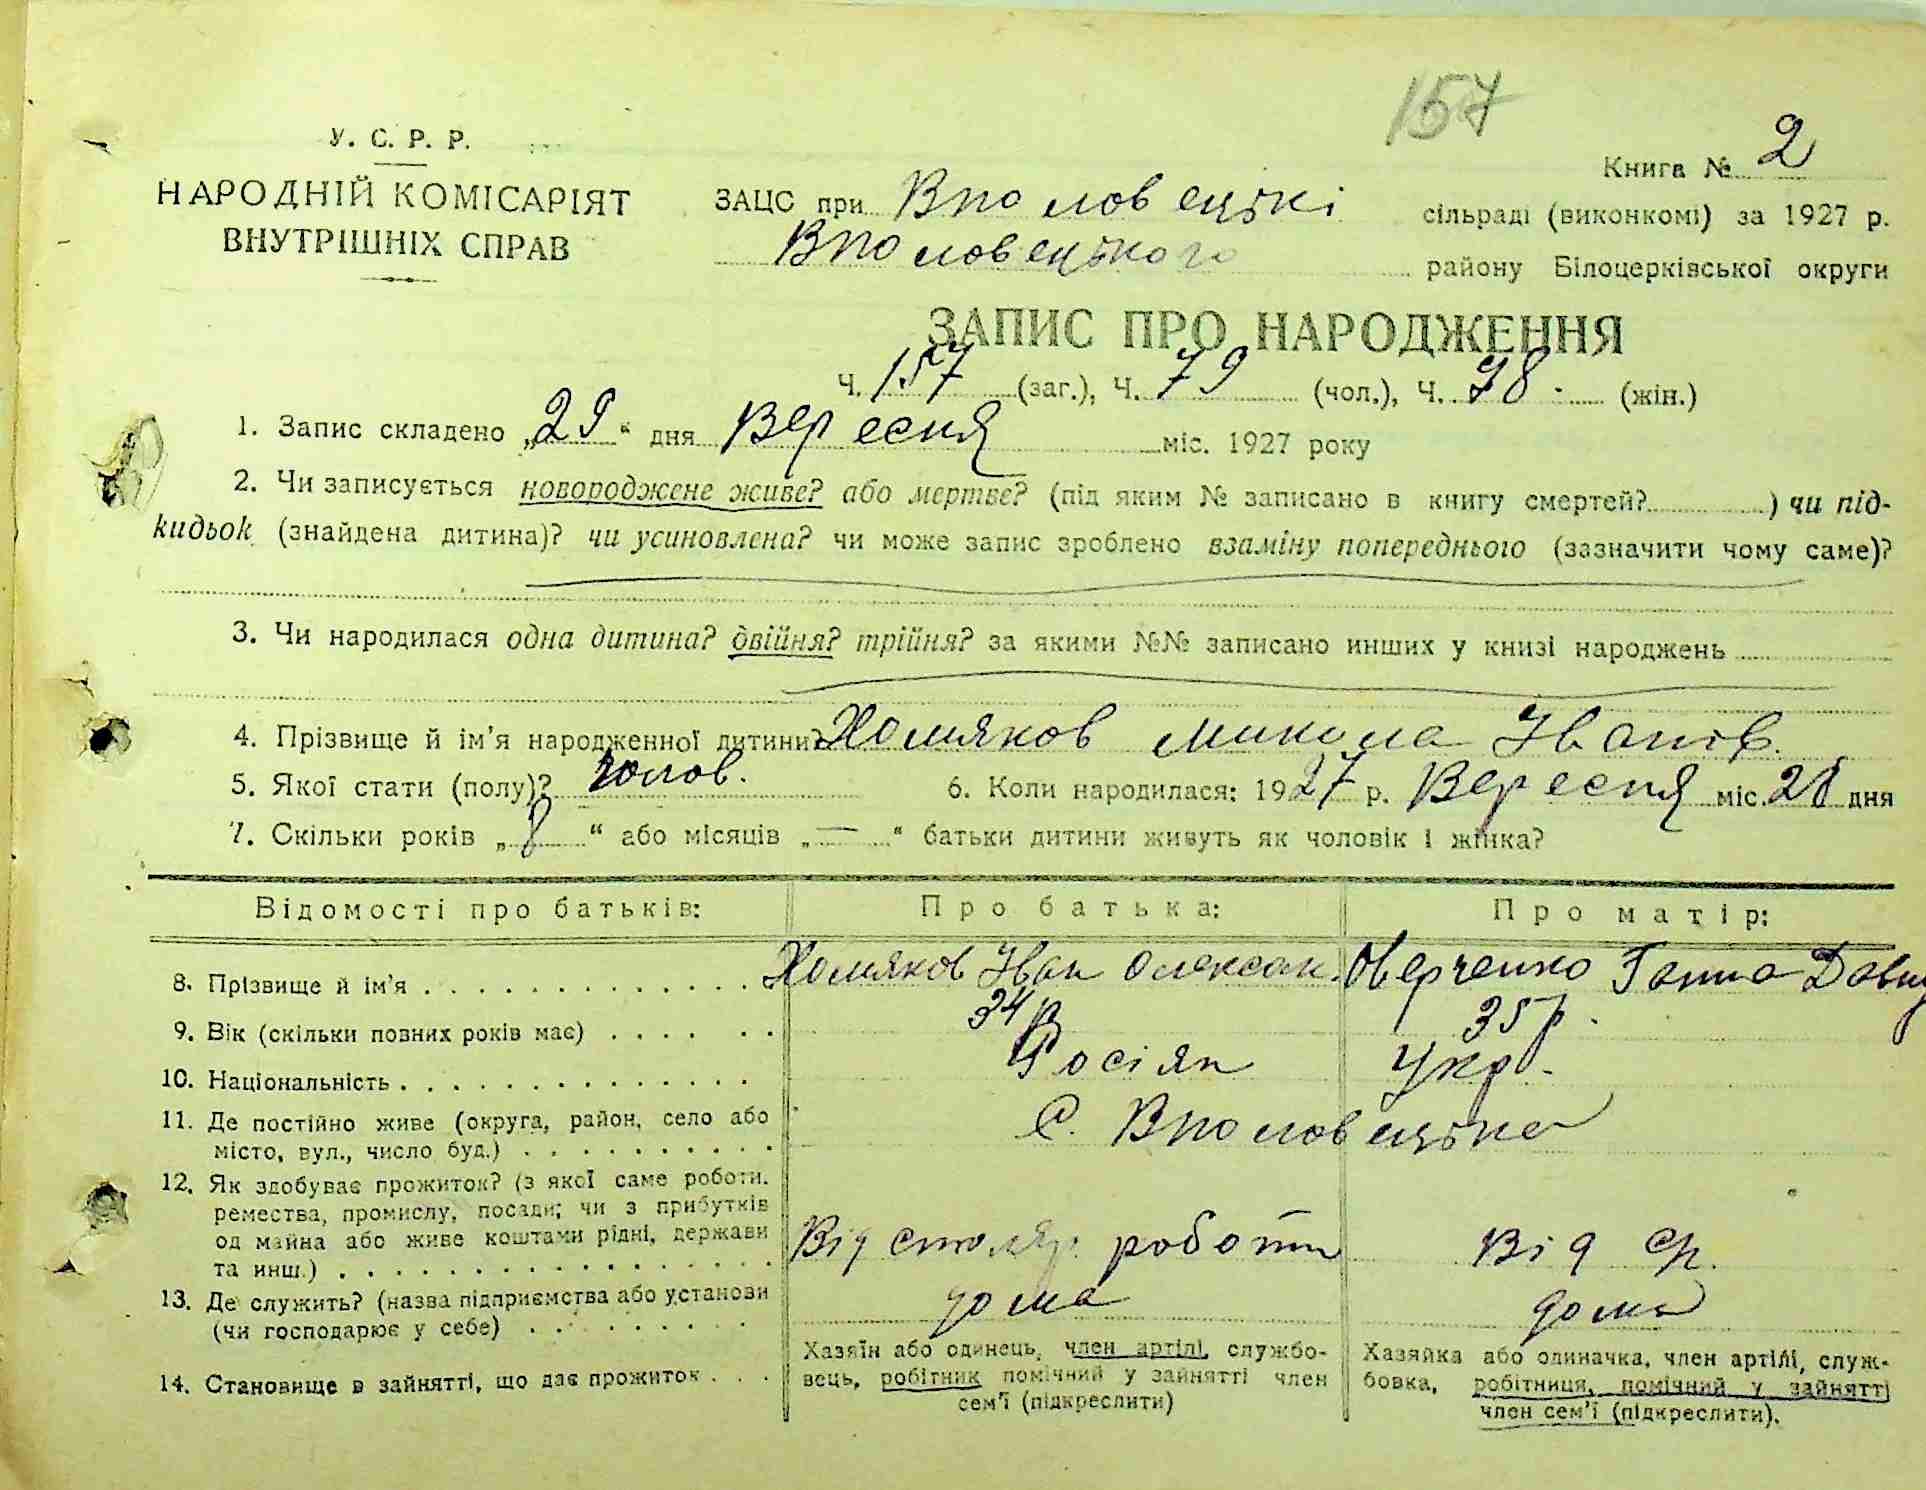 157
У. С. Р. Р.
НАРОДНІЙ КОМІСАРІЯТ
ВНУТРІШНІХ СПРАВ
Книга № 2
ЗАЦС при Вполовецькі сільраді (виконкомі) за 1927 р.
Вполовецького району Білоцерківської округи
ЗАПИС ПРО НАРОДЖЕННЯ
Ч. 157 (заг.), Ч. 79 (чол.), Ч. 78 (жін.)
1. Запис складено „29“ дня Вересня міс. 1927 року
2. Чи записується новороджене живе? або мертве? (під яким № записано в книгу смертей? ) чи під-
кидьок (знайдена дитина)? чи усиновлена? чи може запис зроблено взаміну попереднього (зазначити чому саме)?
3. Чи народилася одна дитина? двійня? трійня? за якими №№ записано инших у книзі народжень
4. Прізвище й ім'я народженної дитини? Хомяков Микола Іванів.
5. Якої стати (полу)? чолов. 6. Коли народилася: 1927 р. Вересня міс. 28 дня
7. Скільки років „8“ або місяців „—“ батьки дитини живуть як чоловік і жінка?
Відомості про батьків: Про батька: Про матір:
8. Прізвище й ім'я Хомяков Іван Олексан. Оверченко Ганна Давид
9. Вік (скільки повних років має) 34 р. 35 р.
10. Національність Росіян Укр.
11. Де постійно живе (округа, район, село або
місто, вул., число буд.) С. Вполовецьке
12. Як здобуває прожиток? (з якої саме роботи,
ремества, промислу, посади; чи з прибутків
од майна або живе коштами рідні, держави
та инш.) Від столяр. роботи Від ср.
13. Де служить? (назва підприємства або установи
(чи господарює у себе) дома дома
14. Становище в зайнятті, що дає прожиток
Хазяїн або одинець, член артілі, службо-
вець, робітник помічний у зайнятті член
сем'ї (підкреслити)
Хазяйка або одиначка, член артілі, служ-
бовка, робітниця, помічний у зайнятті
член сем'ї (підкреслити).